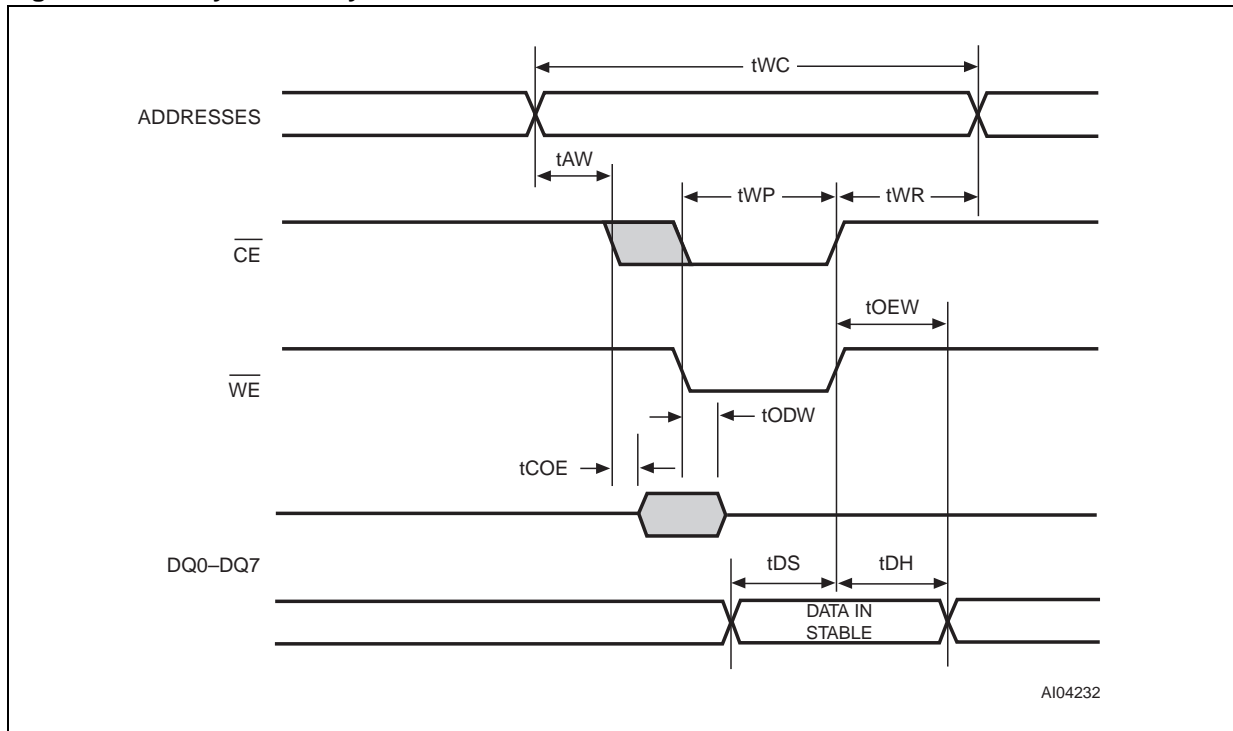 tWC
ADDRESSES
tAW
tWP
tWR
CE
tOEW
WE
tODW
tCOE
DQ0–DQ7
tDS
tDH
DATA IN
STABLE
AI04232